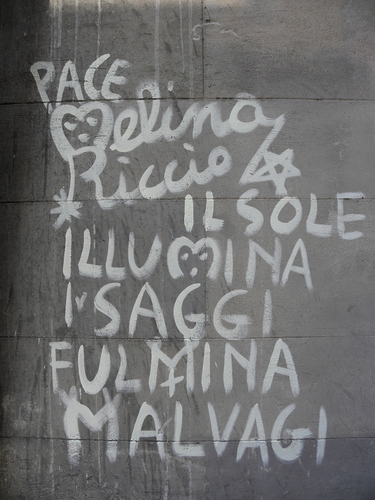 PACE
Melina
Riccio
IL SOLE
ILLUMINA
I SAGGI
FULMINA
MALVAGI